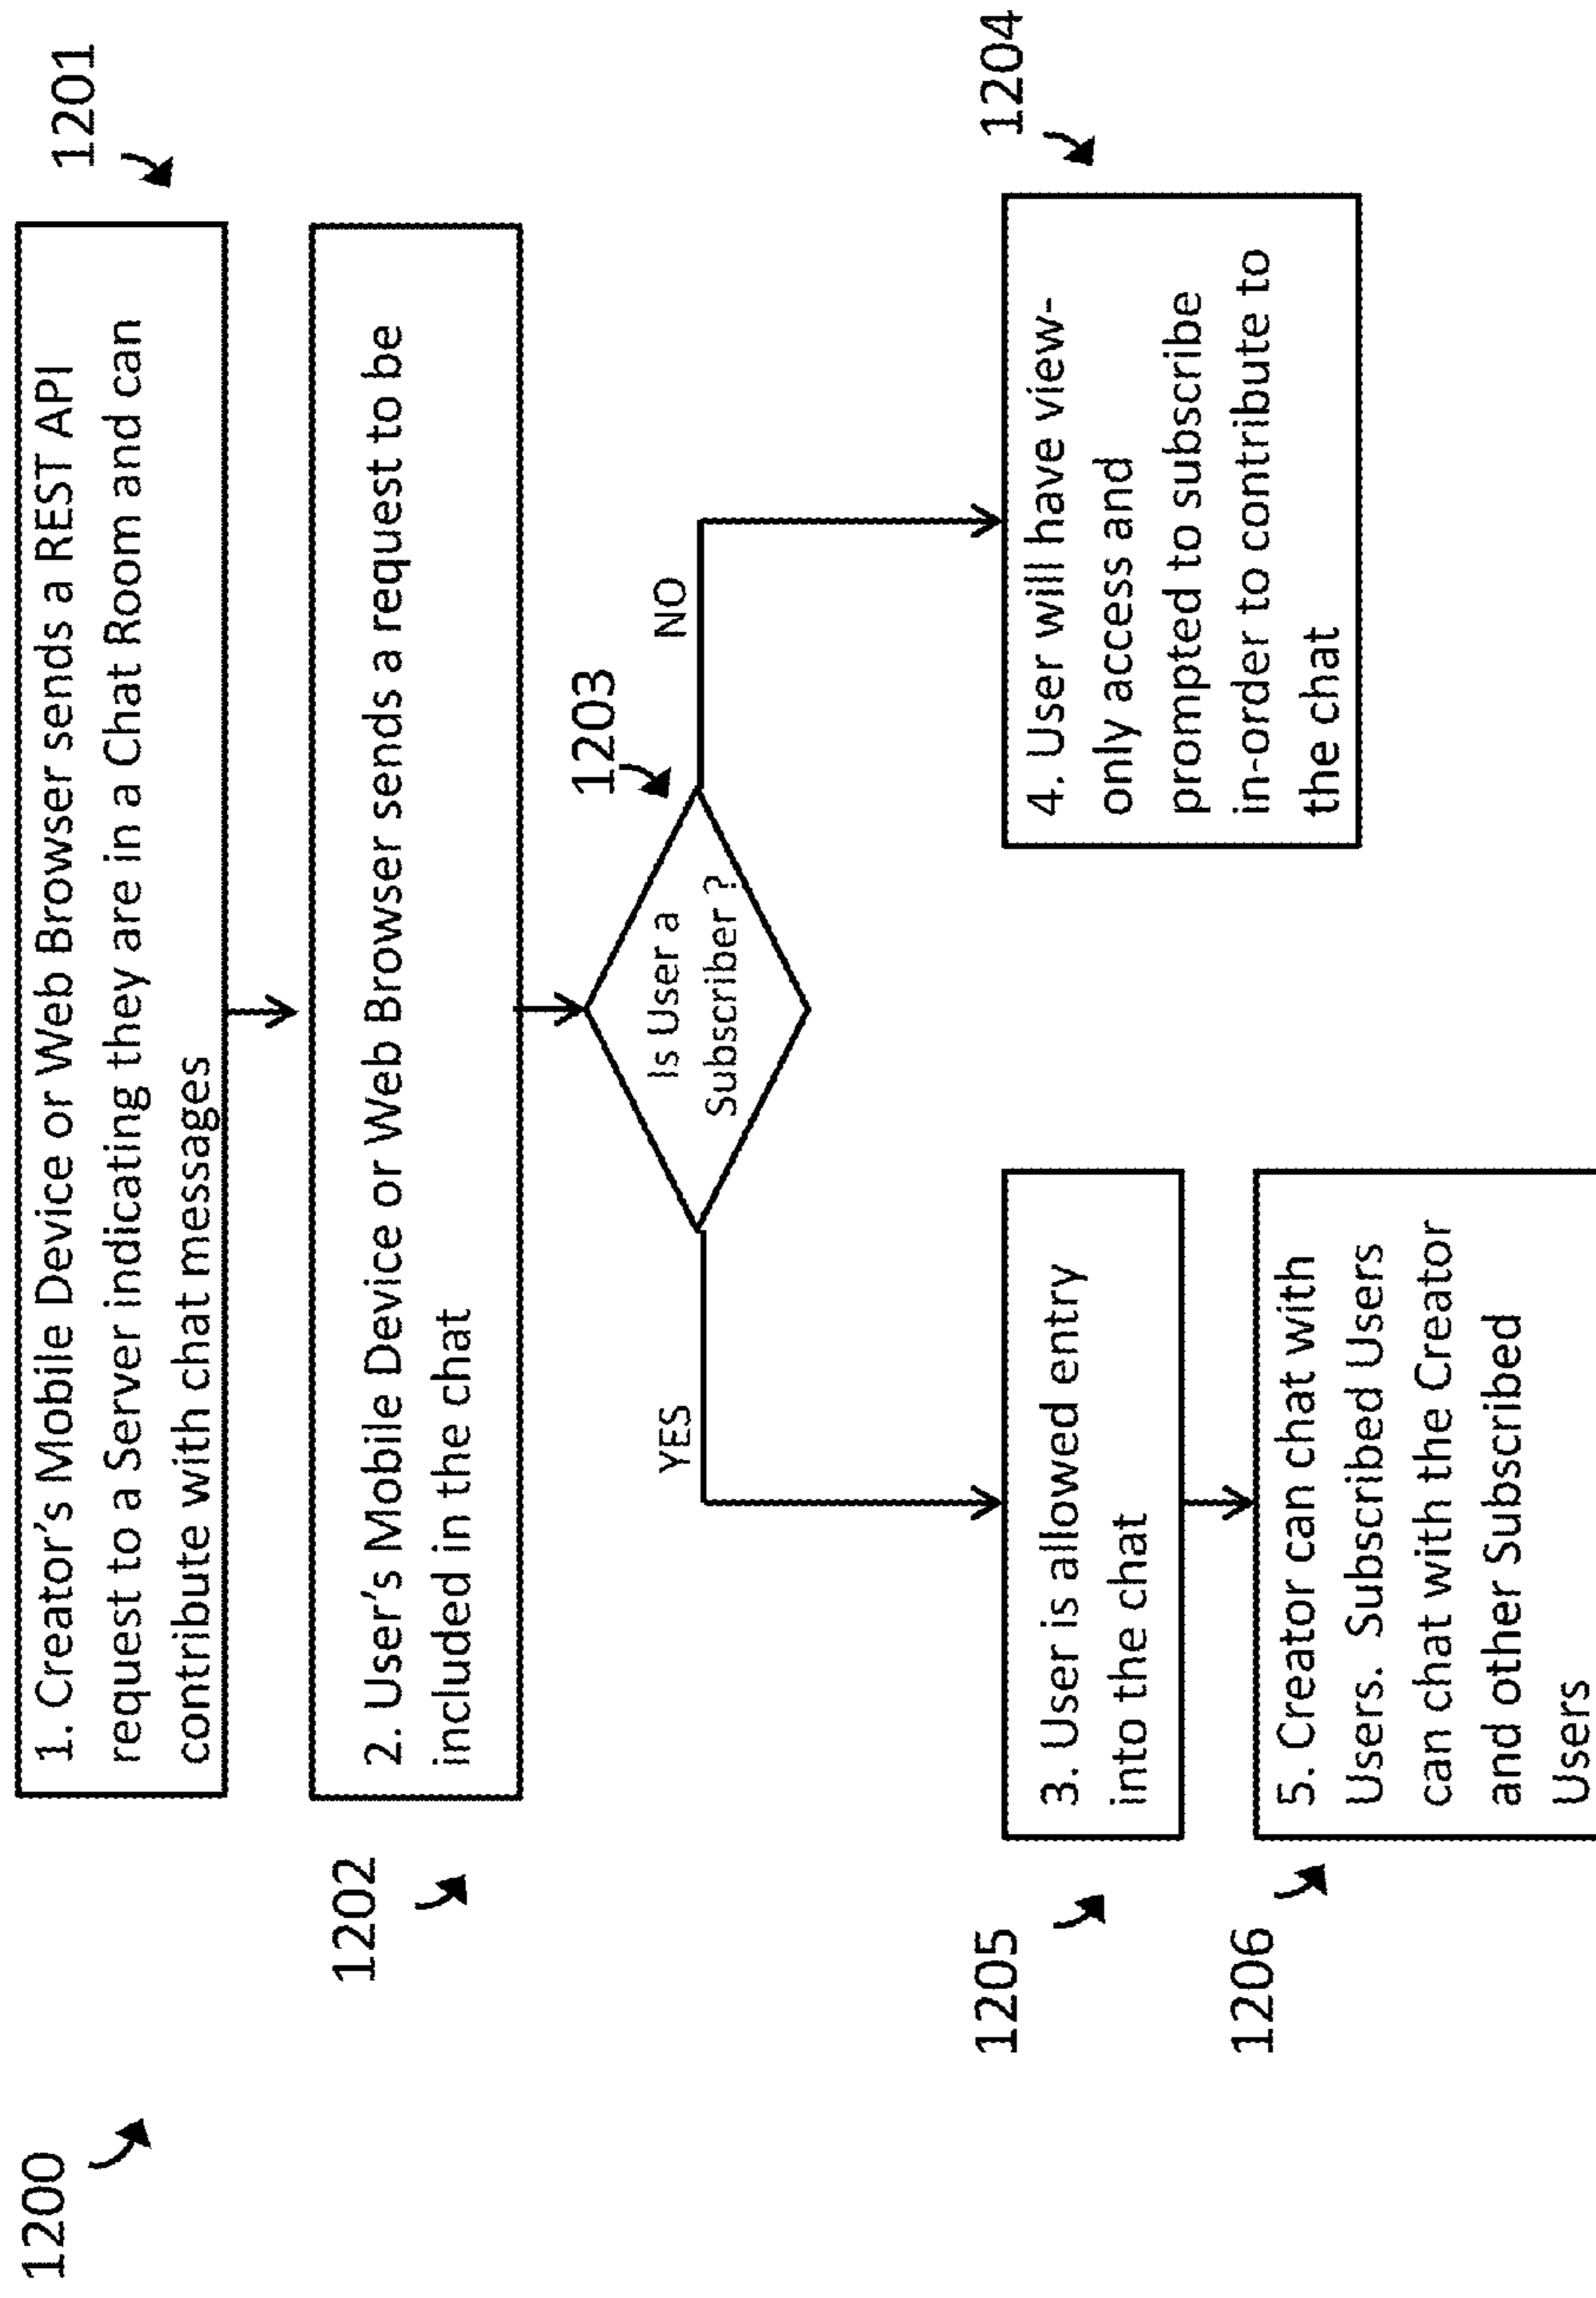 1200
1201
1. Creator's Mobile Device or Web Browser sends a REST API
request to a Server indicating they are in a Chat Room and can
contribute with chat messages
1202
2. User's Mobile Device or Web Browser sends a request to be
included in the chat
1203
Is User a
Subscriber ?
YES
NO
1205
3. User is allowed entry
into the chat
1204
4. User will have view-
only access and
prompted to subscribe
in-order to contribute to
the chat
1206
5. Creator can chat with
Users. Subscribed Users
can chat with the Creator
and other Subscribed
Users